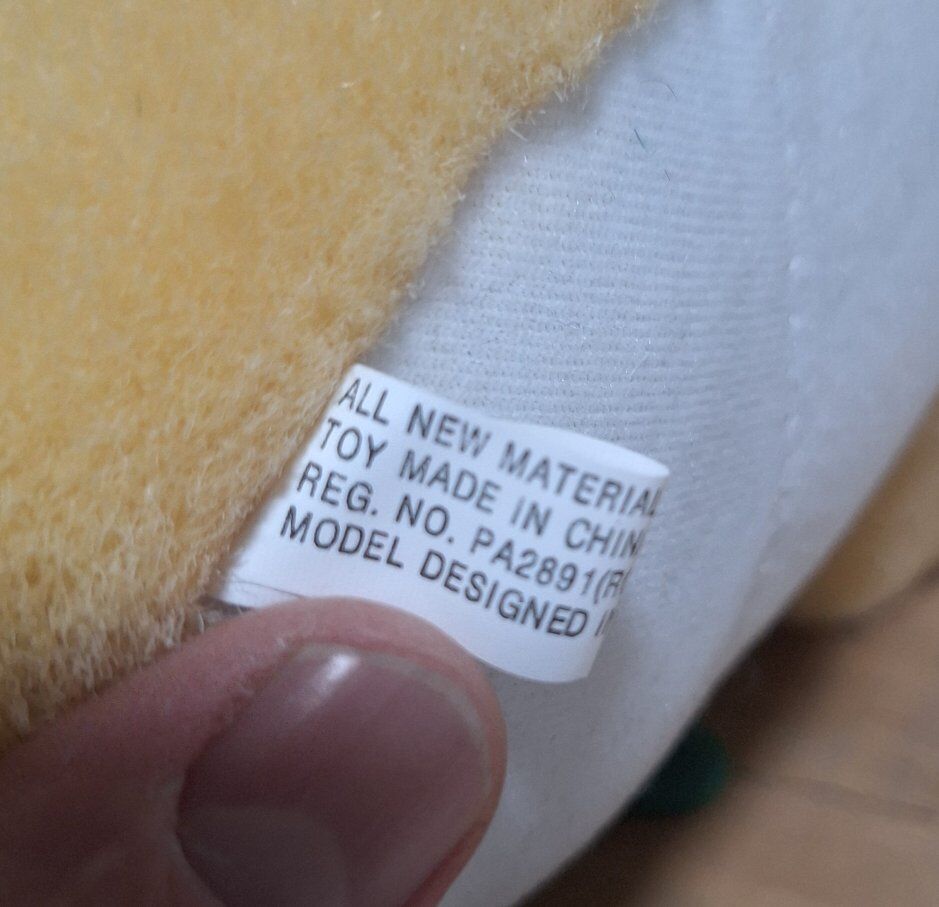 ALL NEW MATERIAL
TOY MADE IN CHIN
REG. NO. PA2891(R
MODEL DESIGNED I